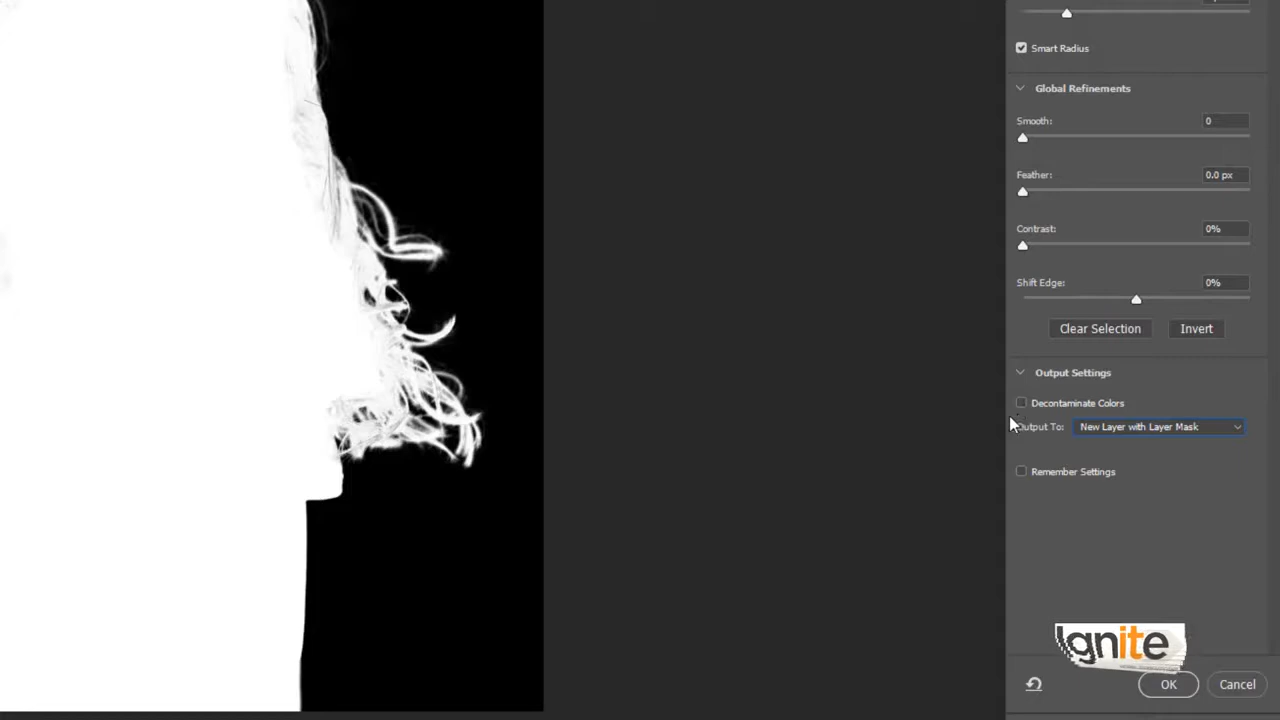 Smart Radius
Global Refinements
Smooth: 0
Feather: 0.0 px
Contrast: 0%
Shift Edge: 0%
Clear Selection Invert
Output Settings
Decontaminate Colors
Output To: New Layer with Layer Mask
Remember Settings
Ignite
OK Cancel